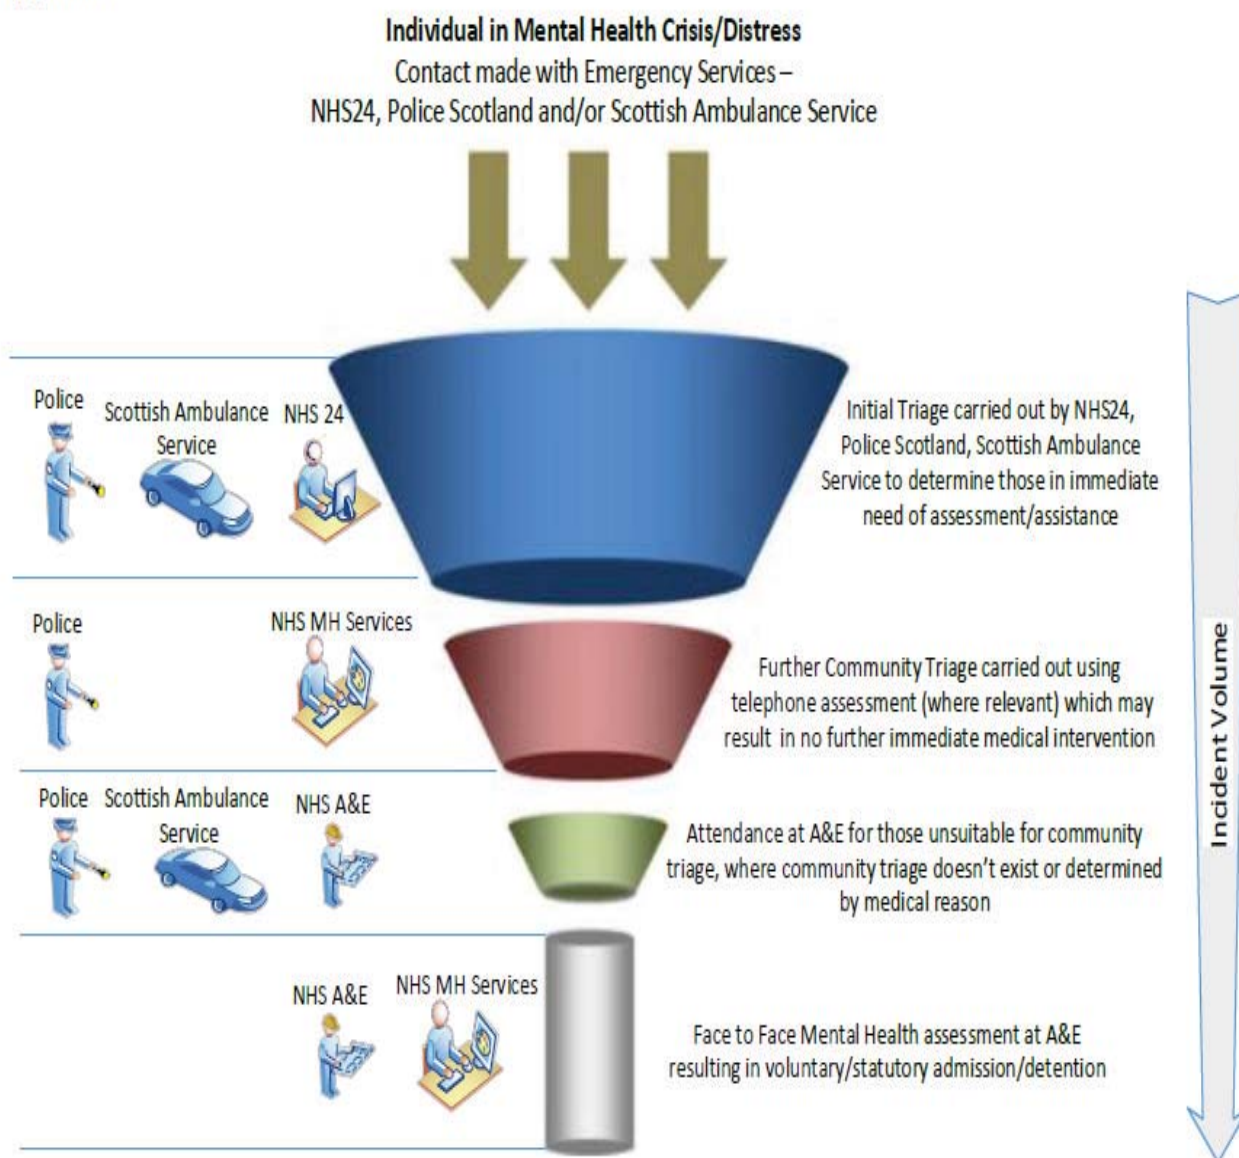 Individual in Mental Health Crisis/Distress
Contact made with Emergency Services –
NHS24, Police Scotland and/or Scottish Ambulance Service
Police
Scottish Ambulance
Service
NHS 24
Initial Triage carried out by NHS24,
Police Scotland, Scottish Ambulance
Service to determine those in immediate
need of assessment/assistance
Police
NHS MH Services
Further Community Triage carried out using
telephone assessment (where relevant) which may
result in no further immediate medical intervention
Police
Scottish Ambulance
Service
NHS A&E
Attendance at A&E for those unsuitable for community
triage, where community triage doesn't exist or determined
by medical reason
NHS A&E
NHS MH Services
Face to Face Mental Health assessment at A&E
resulting in voluntary/statutory admission/detention
Incident Volume